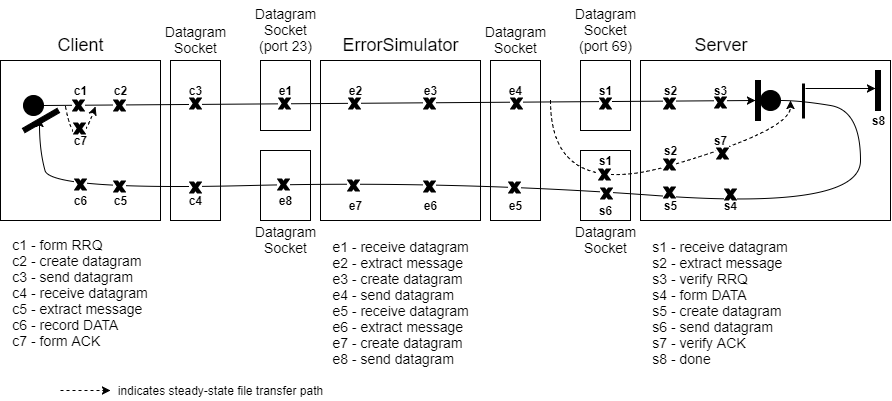 Client
Datagram
Socket
Datagram
Socket
(port 23)
ErrorSimulator
Datagram
Socket
Datagram
Socket
(port 69)
Server
c1 c2 c3 e1 e2 e3 e4 s1 s2 s3
c7
s8
s1 s2 s7
c6 c5 c4 e8 e7 e6 e5 s6 s5 s4
Datagram
Socket
Datagram
Socket
c1 - form RRQ
c2 - create datagram
c3 - send datagram
c4 - receive datagram
c5 - extract message
c6 - record DATA
c7 - form ACK
e1 - receive datagram
e2 - extract message
e3 - create datagram
e4 - send datagram
e5 - receive datagram
e6 - extract message
e7 - create datagram
e8 - send datagram
s1 - receive datagram
s2 - extract message
s3 - verify RRQ
s4 - form DATA
s5 - create datagram
s6 - send datagram
s7 - verify ACK
s8 - done
indicates steady-state file transfer path